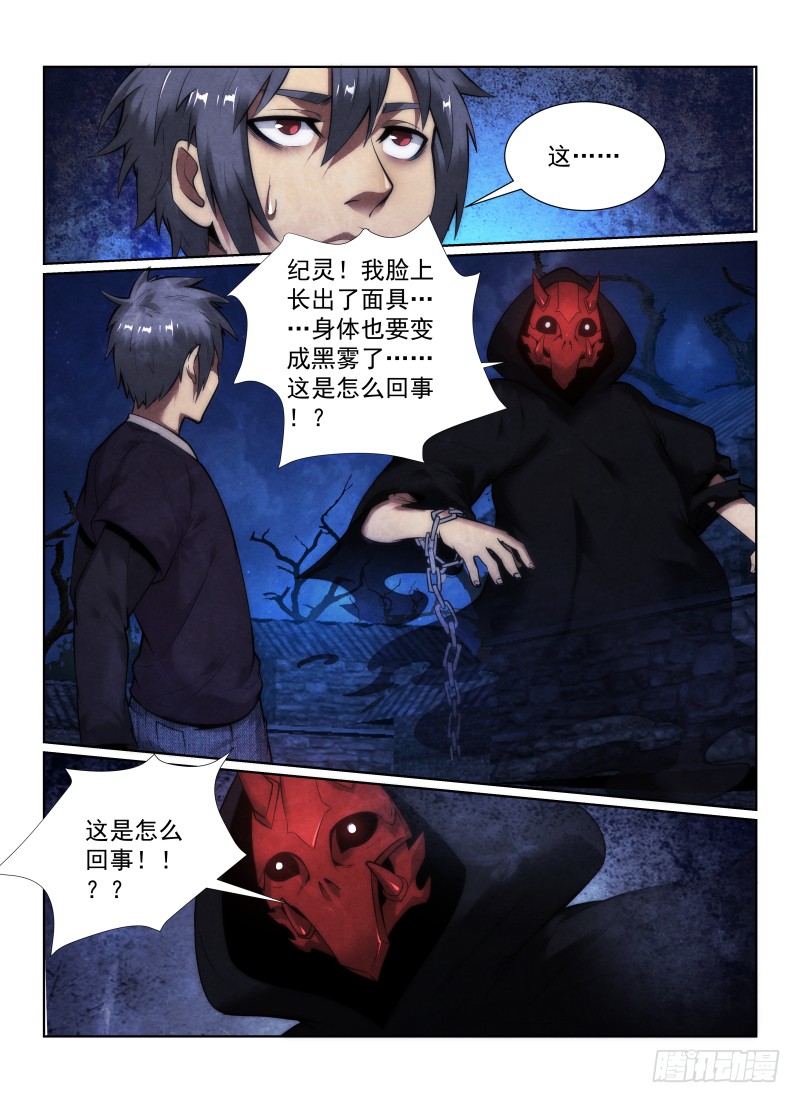 这……
纪灵！我脸上
长出了面具…
…身体也要变
成黑雾了……
这是怎么回事
！？
这是怎么
回事！！
？？
腾讯动漫